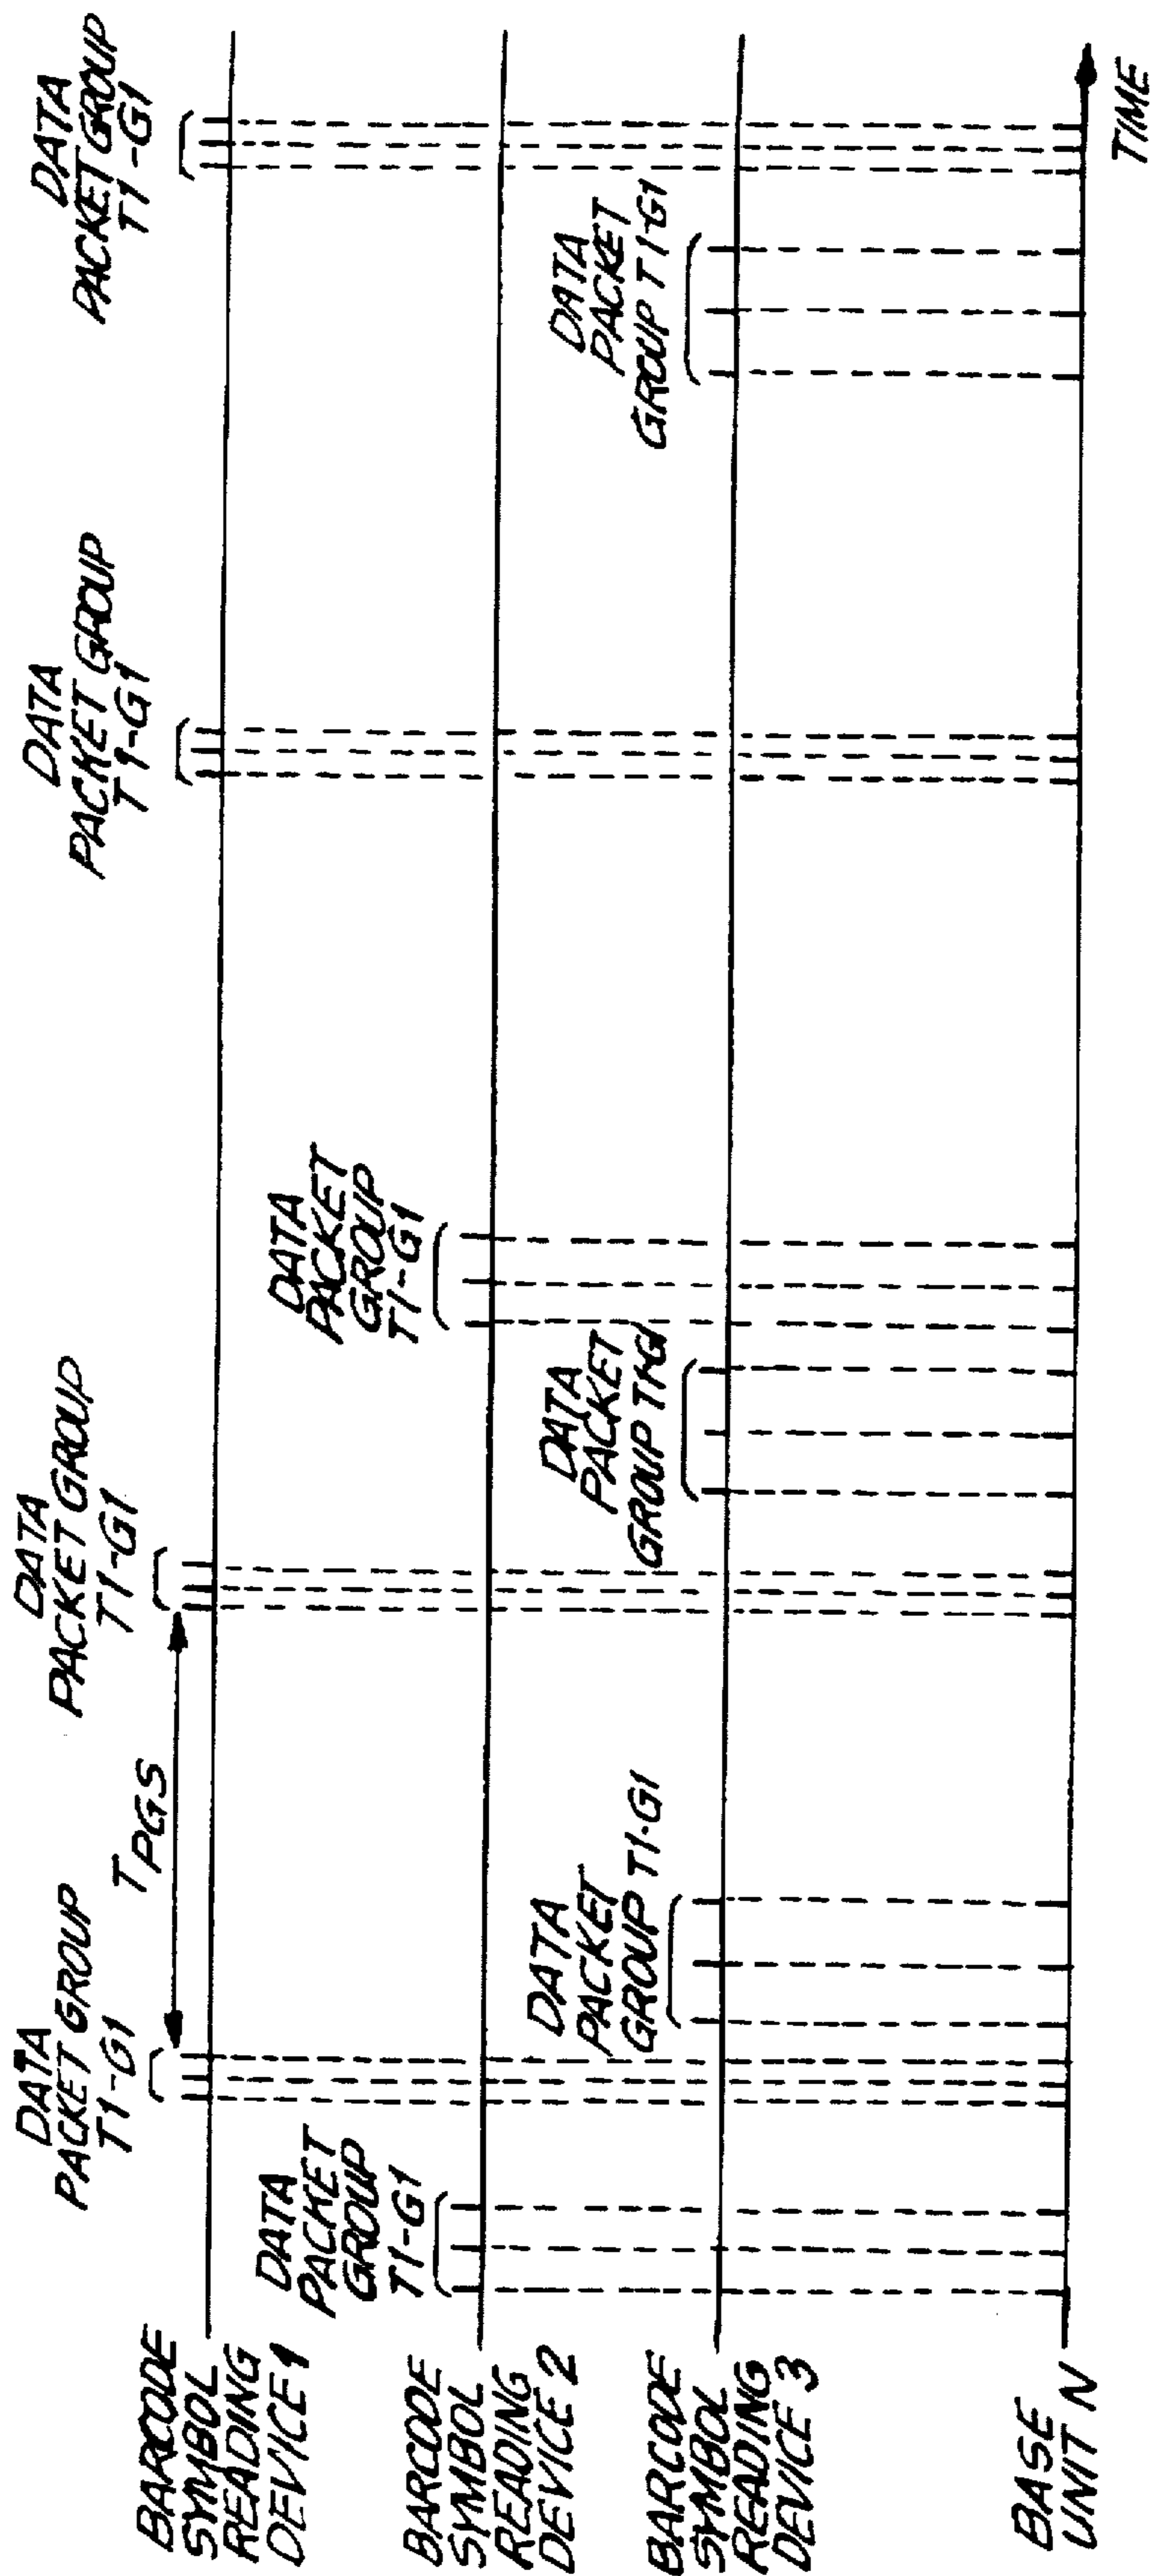 BARCODE
SYMBOL
READING
DEVICE 1
DATA
PACKET GROUP
T1-G1
TPGS
DATA
PACKET GROUP
T1-G1
DATA
PACKET GROUP
T1-G1
DATA
PACKET GROUP
T1-G1
BARCODE
SYMBOL
READING
DEVICE 2
DATA
PACKET
GROUP
T1-G1
DATA
PACKET
GROUP
T1-G1
BARCODE
SYMBOL
READING
DEVICE 3
DATA
PACKET
GROUP T1-G1
DATA
PACKET
GROUP T1-G1
DATA
PACKET
GROUP T1-G1
BASE
UNIT N
TIME